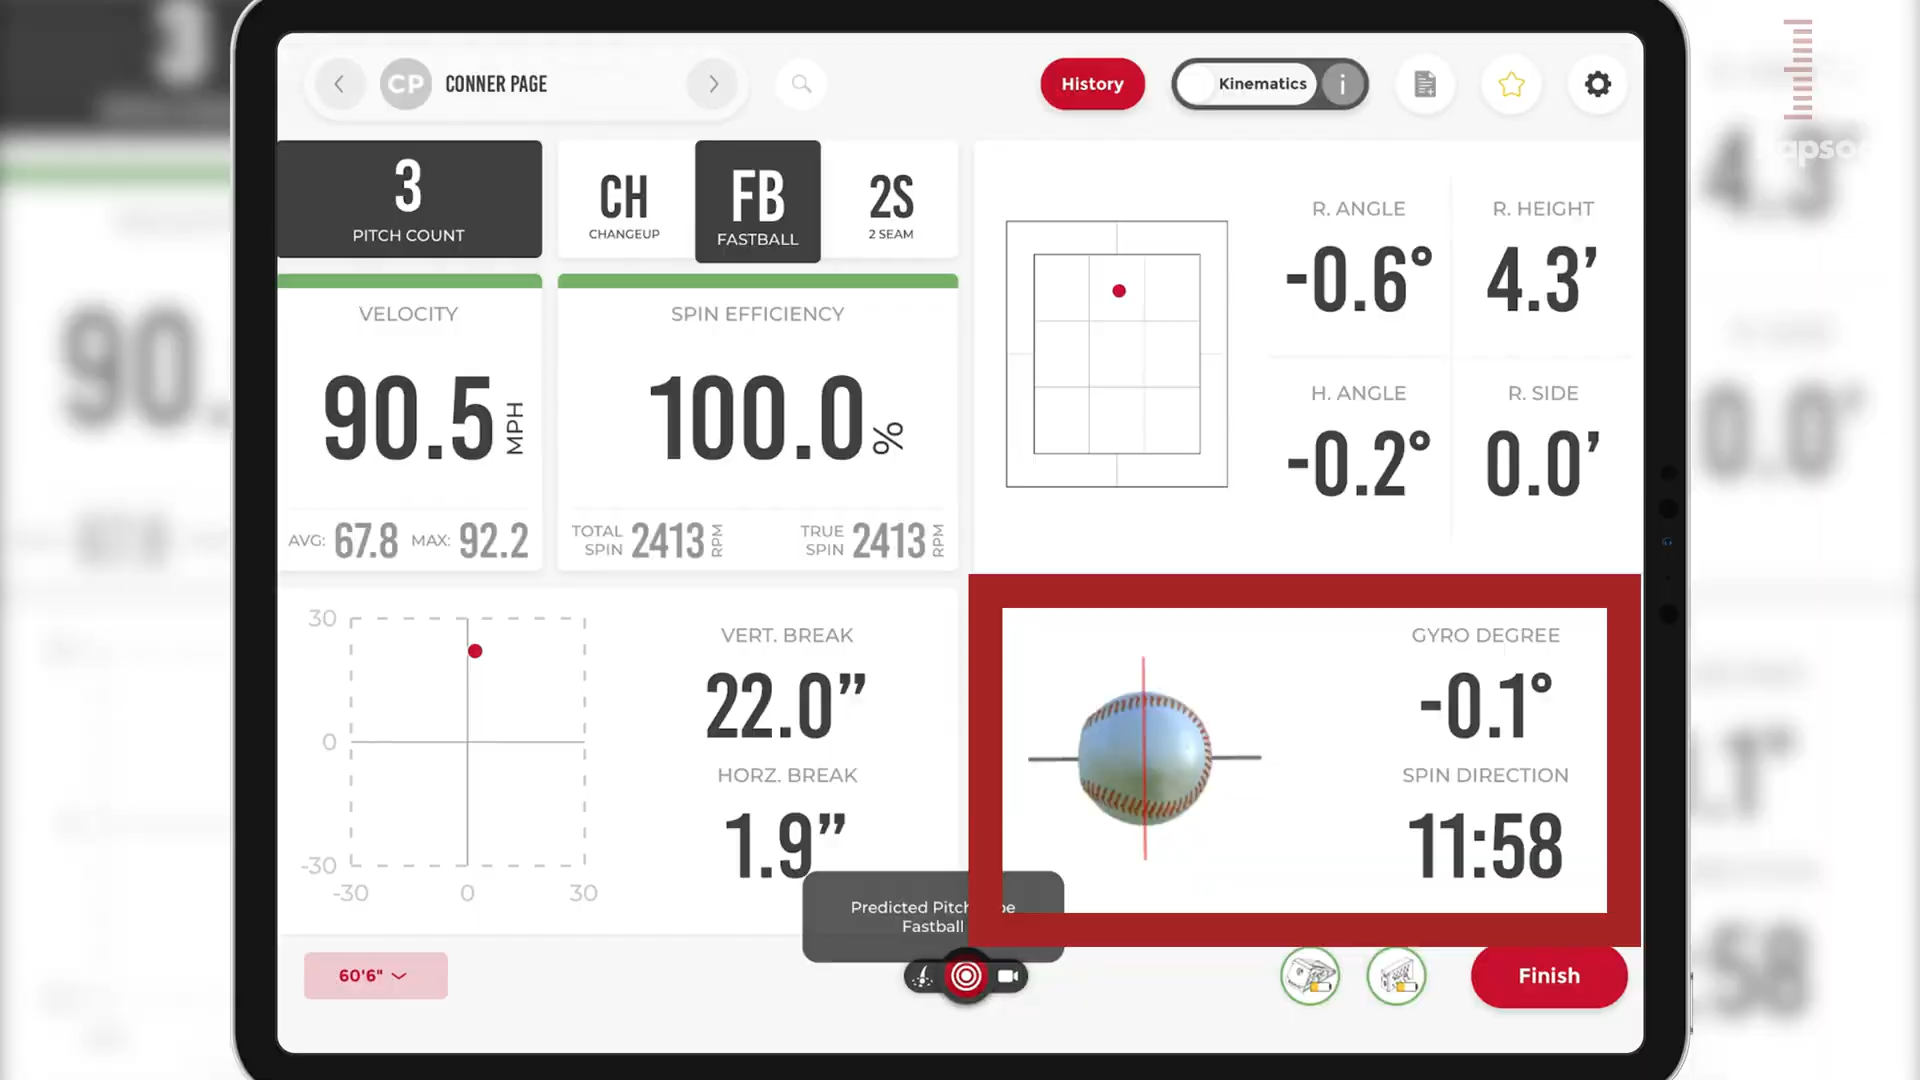 CP CONNER PAGE
History
Kinematics
i
3
PITCH COUNT
CH
CHANGEUP
FB
FASTBALL
2S
2 SEAM
VELOCITY
90.5 MPH
AVG: 67.8 MAX: 92.2
SPIN EFFICIENCY
100.0 %
TOTAL SPIN 2413 RPM
TRUE SPIN 2413 RPM
R. ANGLE
-0.6°
R. HEIGHT
4.3’
H. ANGLE
-0.2°
R. SIDE
0.0’
30
0
-30
-30 0 30
VERT. BREAK
22.0”
HORZ. BREAK
1.9”
GYRO DEGREE
-0.1°
SPIN DIRECTION
11:58
Predicted Pitch
Fastball
60'6"
Finish